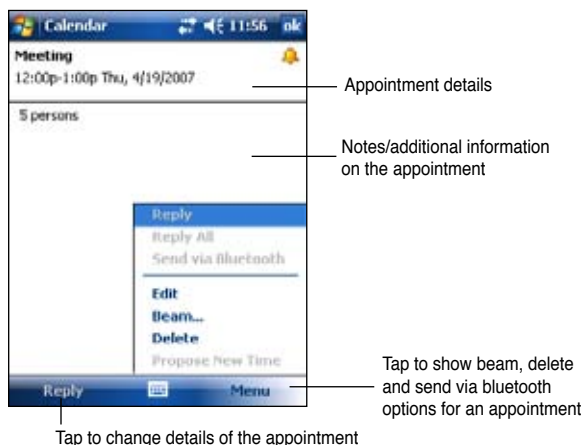 Calendar 11:56 ok
Meeting
12:00p-1:00p Thu, 4/19/2007
Appointment details
5 persons
Notes/additional information
on the appointment
Reply
Reply All
Send via Bluetooth
Edit
Beam...
Delete
Propose New Time
Reply Menu
Tap to show beam, delete
and send via bluetooth
options for an appointment
Tap to change details of the appointment